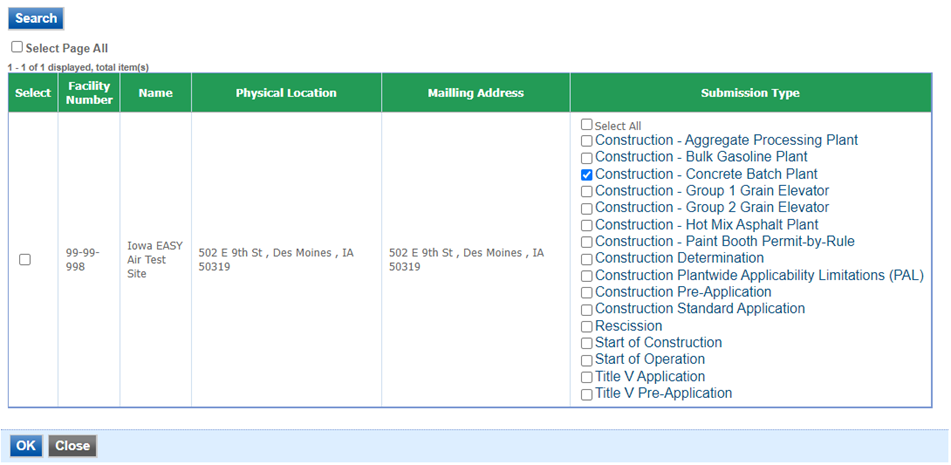 Search
Select Page All
1 - 1 of 1 displayed, total item(s)
Select
Facility
Number
Name
Physical Location
Mailling Address
Submission Type
99-99-
998
Iowa EASY
Air Test
Site
502 E 9th St , Des Moines , IA
50319
502 E 9th St , Des Moines , IA
50319
Select All
Construction - Aggregate Processing Plant
Construction - Bulk Gasoline Plant
Construction - Concrete Batch Plant
Construction - Group 1 Grain Elevator
Construction - Group 2 Grain Elevator
Construction - Hot Mix Asphalt Plant
Construction - Paint Booth Permit-by-Rule
Construction Determination
Construction Plantwide Applicability Limitations (PAL)
Construction Pre-Application
Construction Standard Application
Rescission
Start of Construction
Start of Operation
Title V Application
Title V Pre-Application
OK
Close